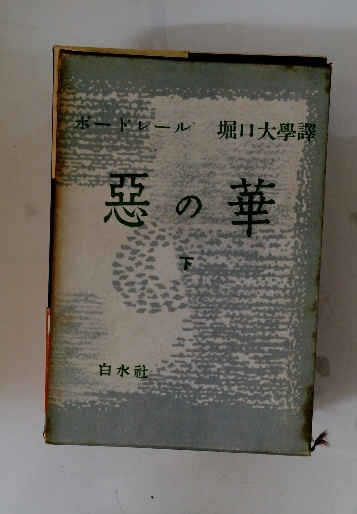 ボードレール 堀口大學譯
惡の華
下
白水社